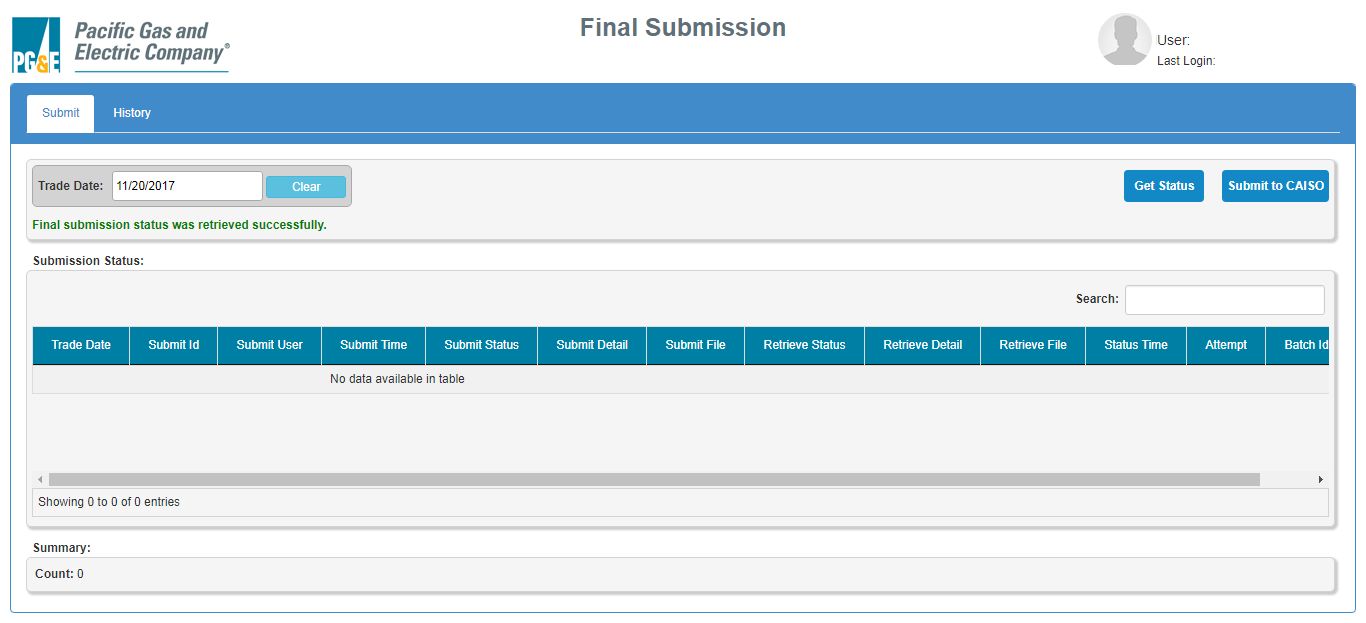 PG&E
Pacific Gas and
Electric Company®
Final Submission
User:
Last Login:
Submit History
Trade Date: 11/20/2017 Clear Get Status Submit to CAISO
Final submission status was retrieved successfully.
Submission Status:
Search:
Trade Date Submit Id Submit User Submit Time Submit Status Submit Detail Submit File Retrieve Status Retrieve Detail Retrieve File Status Time Attempt Batch Id
No data available in table
Showing 0 to 0 of 0 entries
Summary:
Count: 0